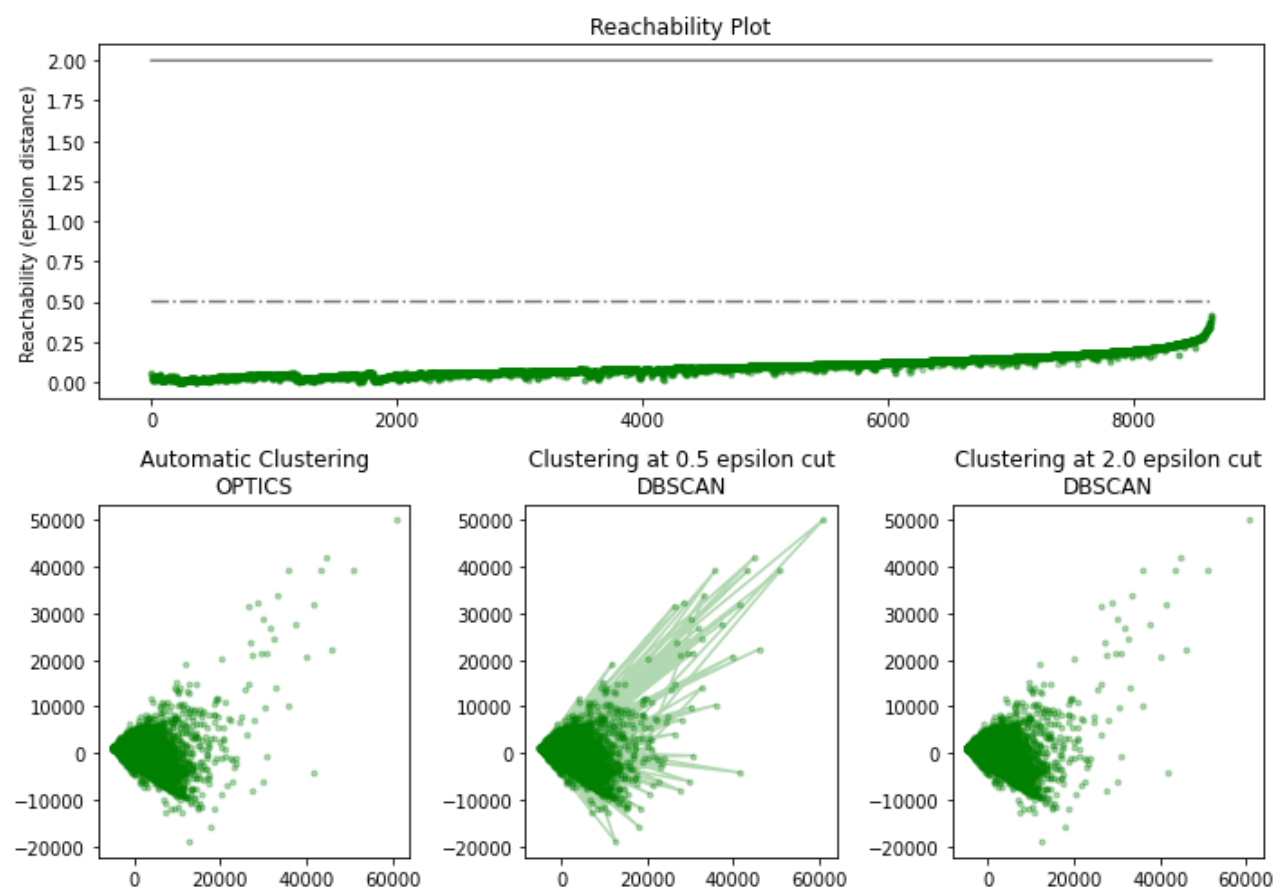 Reachability Plot
Reachability (epsilon distance)
2.00
1.75
1.50
1.25
1.00
0.75
0.50
0.25
0.00
0 2000 4000 6000 8000
Automatic Clustering
OPTICS
Clustering at 0.5 epsilon cut
DBSCAN
Clustering at 2.0 epsilon cut
DBSCAN
50000 50000 50000
40000 40000 40000
30000 30000 30000
20000 20000 20000
10000 10000 10000
0 0 0
−10000 −10000 −10000
−20000 −20000 −20000
0 20000 40000 60000 0 20000 40000 60000 0 20000 40000 60000